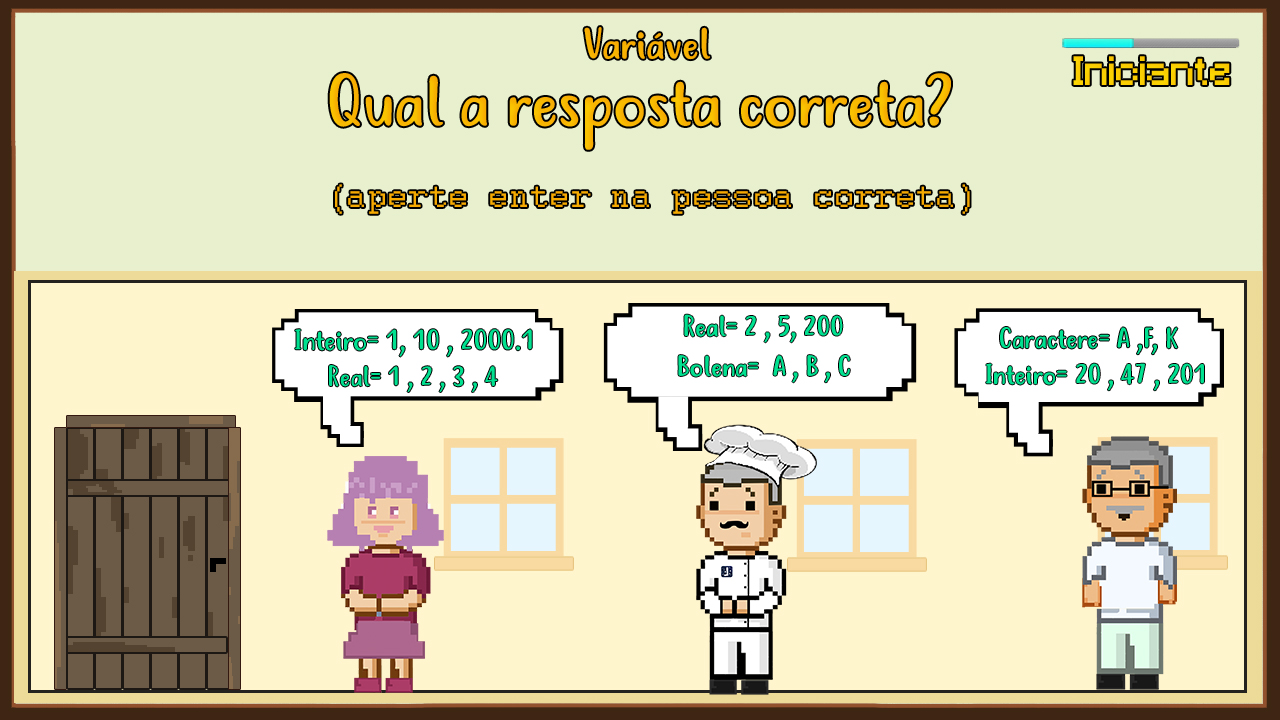 Variável
Iniciante
Qual a resposta correta?
(aperte enter na pessoa correta)
Inteiro= 1, 10 , 2000.1
Real= 1 , 2 , 3 , 4
Real= 2 , 5, 200
Bolena= A , B , C
Caractere= A ,F, K
Inteiro= 20 , 47 , 201